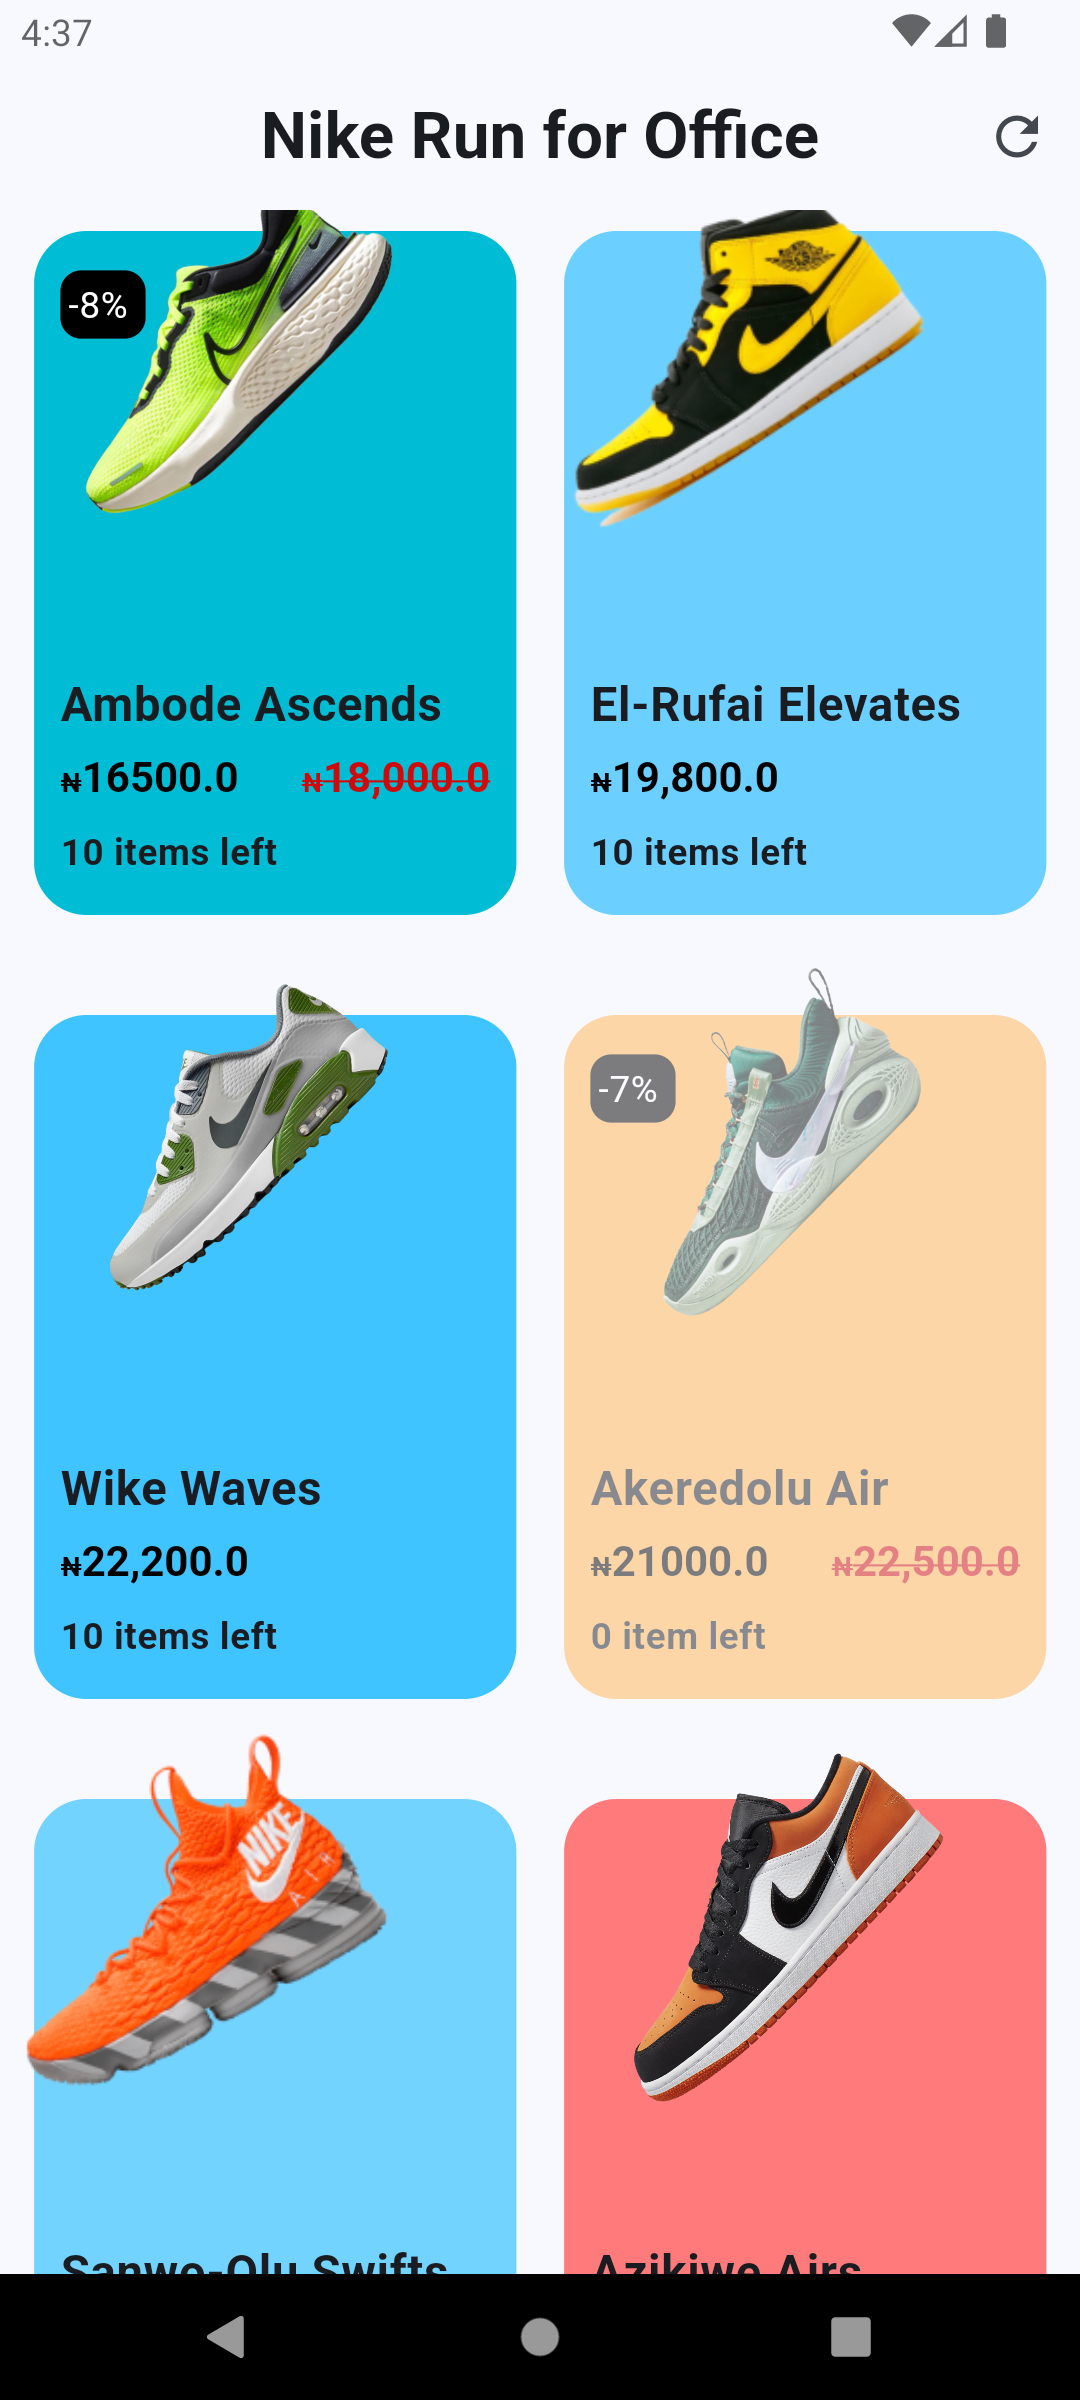 4:37
Nike Run for Office
-8%
Ambode Ascends
₦16500.0 ₦18,000.0
10 items left
El-Rufai Elevates
₦19,800.0
10 items left
Wike Waves
₦22,200.0
10 items left
-7%
Akeredolu Air
₦21000.0 ₦22,500.0
0 item left
NIKE
AIR
Sanwo-Olu Swifts
Azikiwe Airs